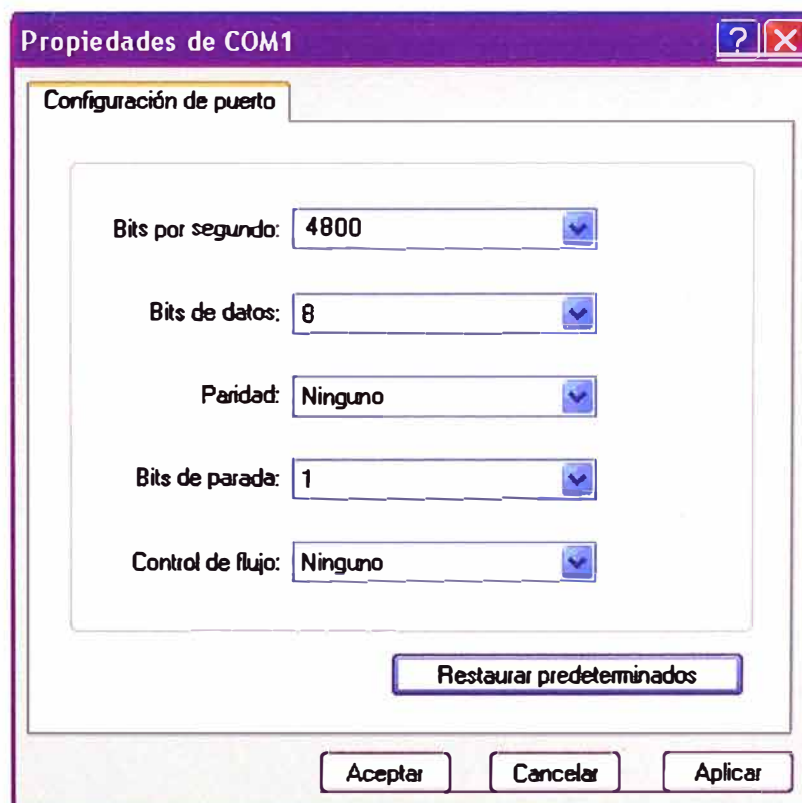 Propiedades de COM1
Configuración de puerto
Bits por segundo: 4800
Bits de datos: 8
Paridad: Ninguno
Bits de parada: 1
Control de flujo: Ninguno
Restaurar predeterminados
Aceptar Cancelar Aplicar